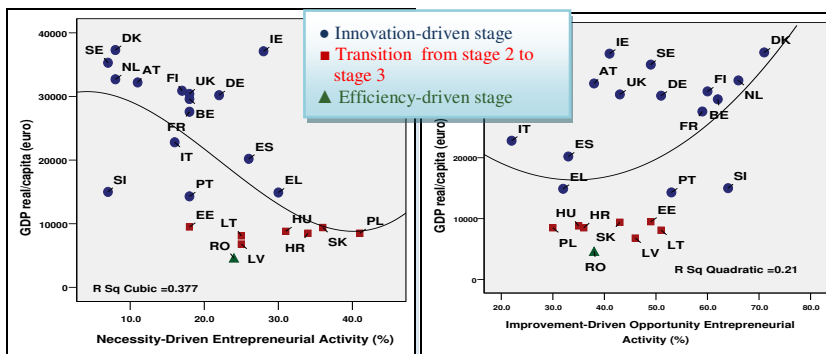 Innovation-driven stage
Transition from stage 2 to
stage 3
Efficiency-driven stage
GDP real/capita (euro)
40000
30000
20000
10000
0
DK
SE
IE
NL
AT
FI
UK
DE
BE
FR
IT
ES
SI
PT
EL
EE
LT
HU
PL
RO
LV
HR
SK
R Sq Cubic =0.377
10.0 20.0 30.0 40.0
Necessity-Driven Entrepreneurial Activity (%)
GDP real/capita (euro)
40000
30000
20000
10000
0
IE
SE
DK
AT
UK
DE
FI
NL
BE
FR
IT
ES
EL
PT
SI
HU
HR
EE
PL
SK
LV
LT
RO
R Sq Quadratic =0.21
20.0 30.0 40.0 50.0 60.0 70.0 80.0
Improvement-Driven Opportunity Entrepreneurial
Activity (%)